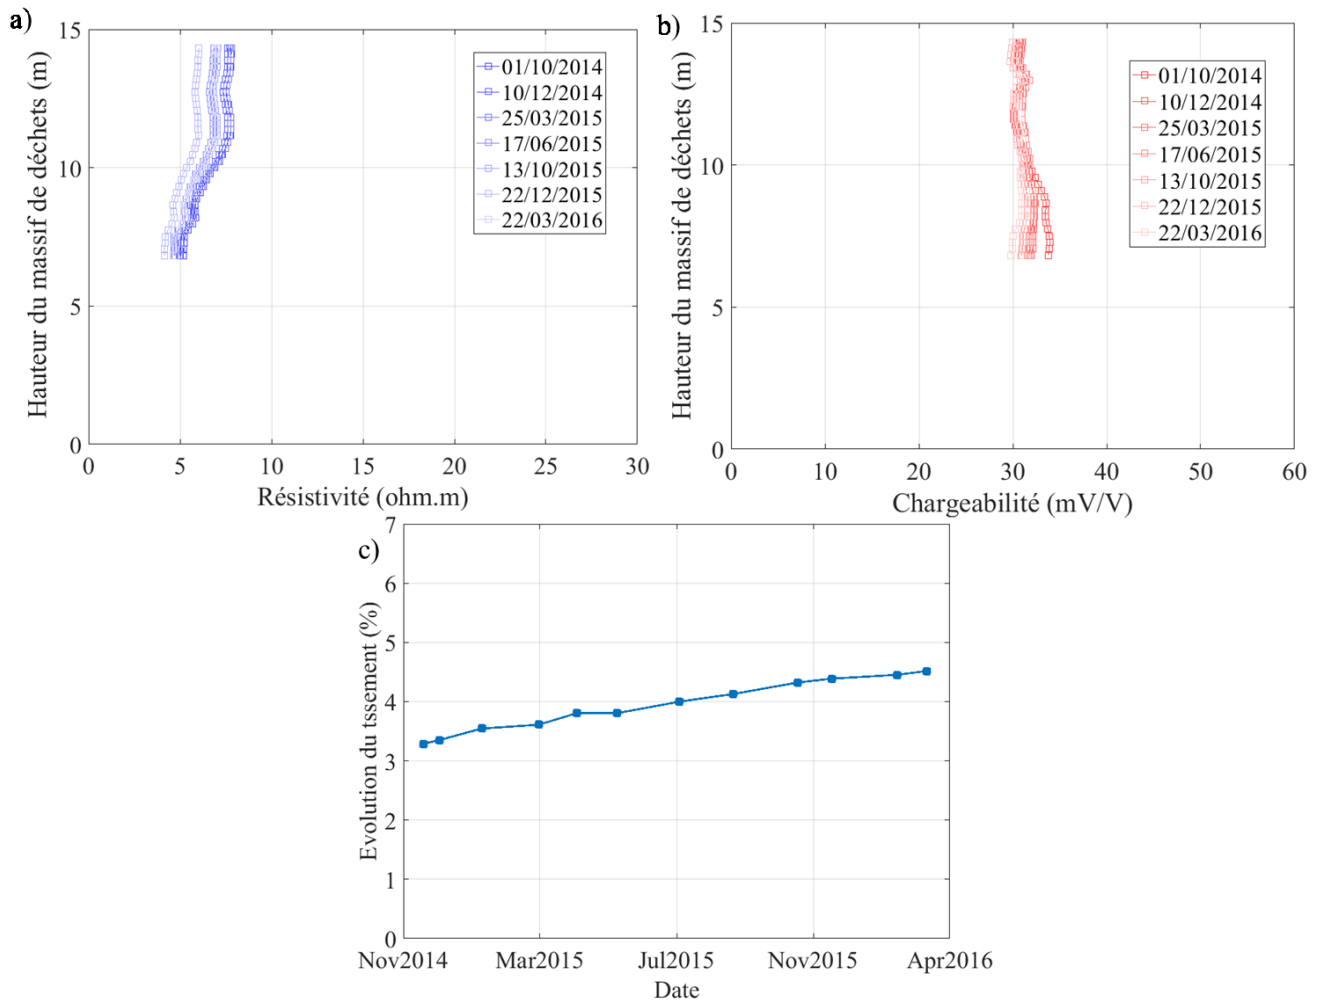 a)
15
10
5
0
0 5 10 15 20 25 30
Hauteur du massif de déchets (m)
Résistivité (ohm.m)
01/10/2014
10/12/2014
25/03/2015
17/06/2015
13/10/2015
22/12/2015
22/03/2016
b)
15
10
5
0
0 10 20 30 40 50 60
Hauteur du massif de déchets (m)
Chargeabilité (mV/V)
01/10/2014
10/12/2014
25/03/2015
17/06/2015
13/10/2015
22/12/2015
22/03/2016
c)
7
6
5
4
3
2
1
0
Nov2014 Mar2015 Jul2015 Nov2015 Apr2016
Evolution du tssement (%)
Date